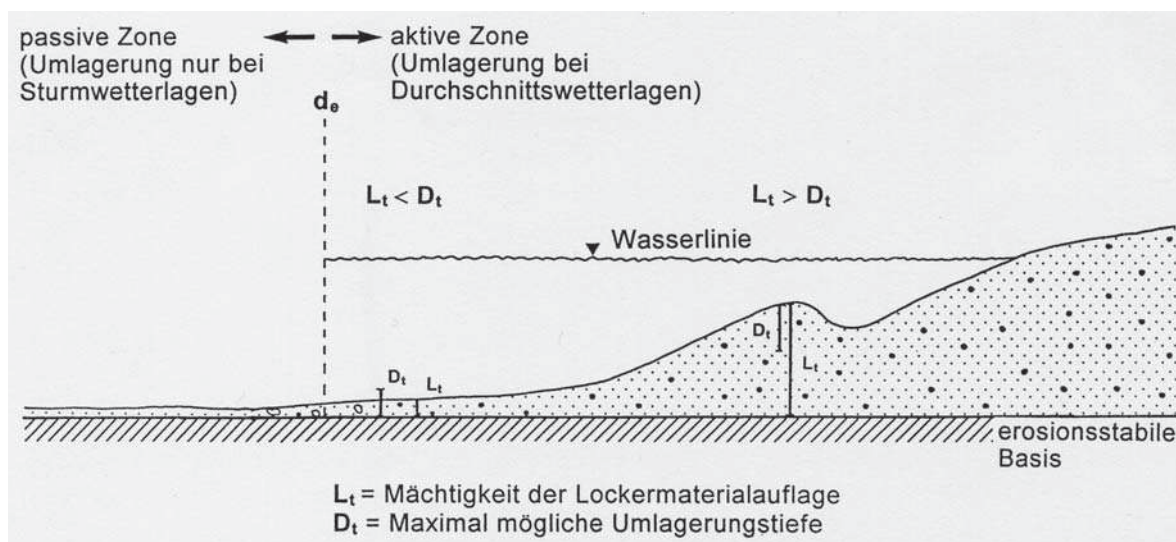 passive Zone
(Umlagerung nur bei
Sturmwetterlagen)
aktive Zone
(Umlagerung bei
Durchschnittswetterlagen)
dₑ
Lₜ < Dₜ
Lₜ > Dₜ
Wasserlinie
Dₜ
Lₜ
Dₜ
Lₜ
erosionsstabile
Basis
Lₜ = Mächtigkeit der Lockermaterialauflage
Dₜ = Maximal mögliche Umlagerungstiefe